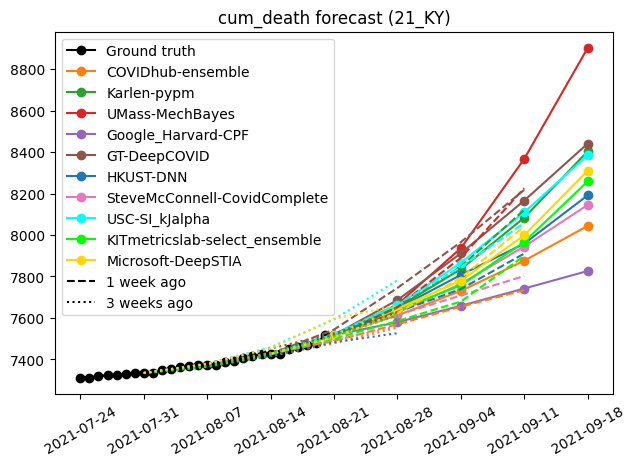 cum_death forecast (21_KY)
8800
8600
8400
8200
8000
7800
7600
7400
Ground truth
COVIDhub-ensemble
Karlen-pypm
UMass-MechBayes
Google_Harvard-CPF
GT-DeepCOVID
HKUST-DNN
SteveMcConnell-CovidComplete
USC-SI_kJalpha
KITmetricslab-select_ensemble
Microsoft-DeepSTIA
1 week ago
3 weeks ago
2021-07-24
2021-07-31
2021-08-07
2021-08-14
2021-08-21
2021-08-28
2021-09-04
2021-09-11
2021-09-18